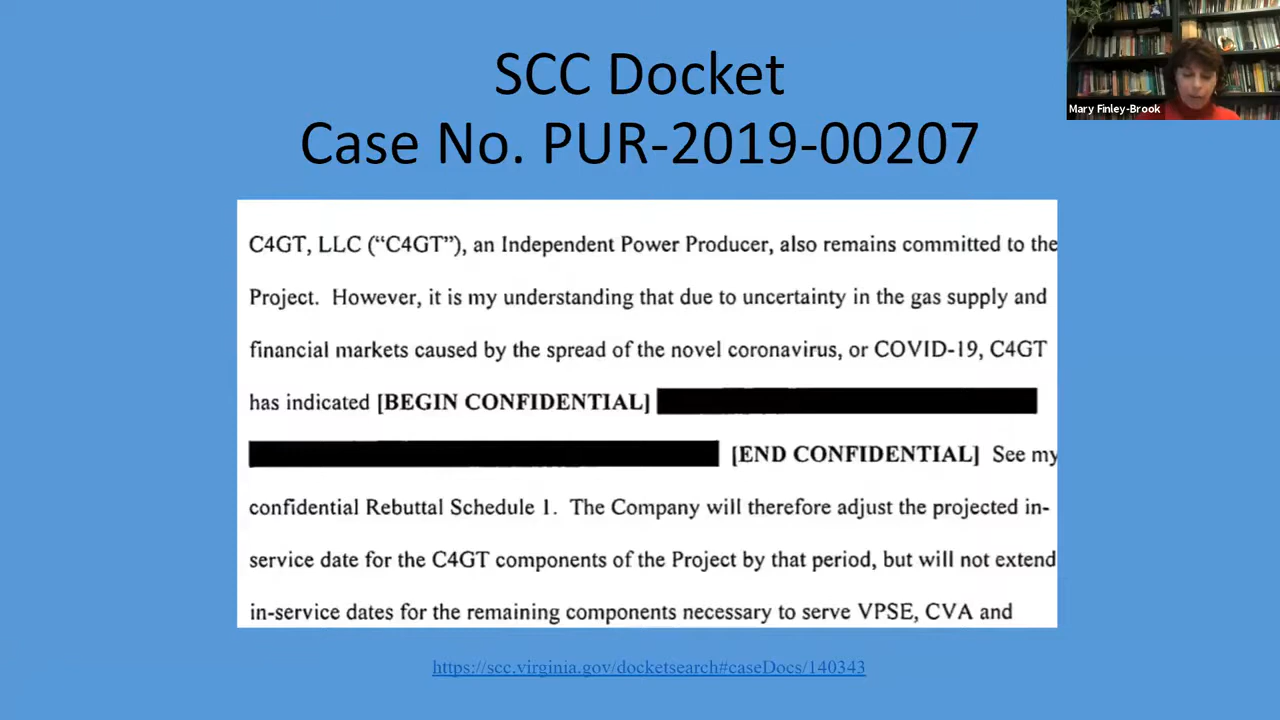 SCC Docket
Case No. PUR-2019-00207
Mary Finley-Brook
C4GT, LLC (“C4GT”), an Independent Power Producer, also remains committed to the
Project. However, it is my understanding that due to uncertainty in the gas supply and
financial markets caused by the spread of the novel coronavirus, or COVID-19, C4GT
has indicated [BEGIN CONFIDENTIAL]
[END CONFIDENTIAL] See my
confidential Rebuttal Schedule 1. The Company will therefore adjust the projected in-
service date for the C4GT components of the Project by that period, but will not extend
in-service dates for the remaining components necessary to serve VPSE, CVA and
https://scc.virginia.gov/docketsearch#caseDocs/140343